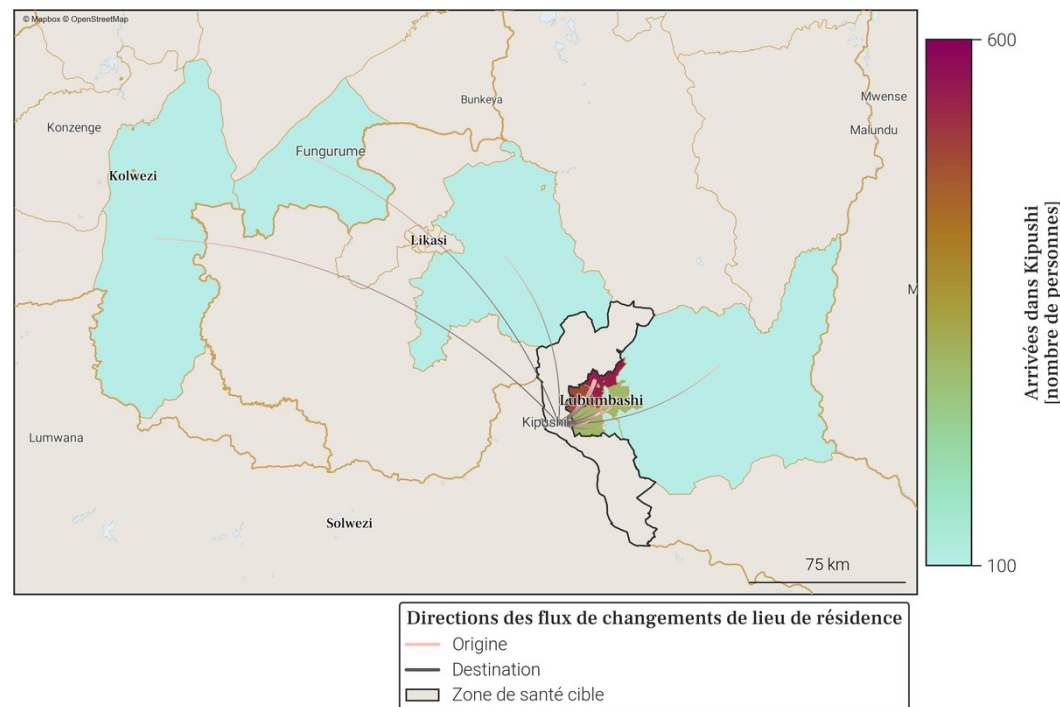 © Mapbox © OpenStreetMap
600
Bunkeya
Mwense
Konzenge
Malundu
Fungurume
Kolwezi
Likasi
M
Arrivées dans Kipushi
[nombre de personnes]
Lubumbashi
Kipushi
Lumwana
Solwezi
75 km
100
Directions des flux de changements de lieu de résidence
Origine
Destination
Zone de santé cible